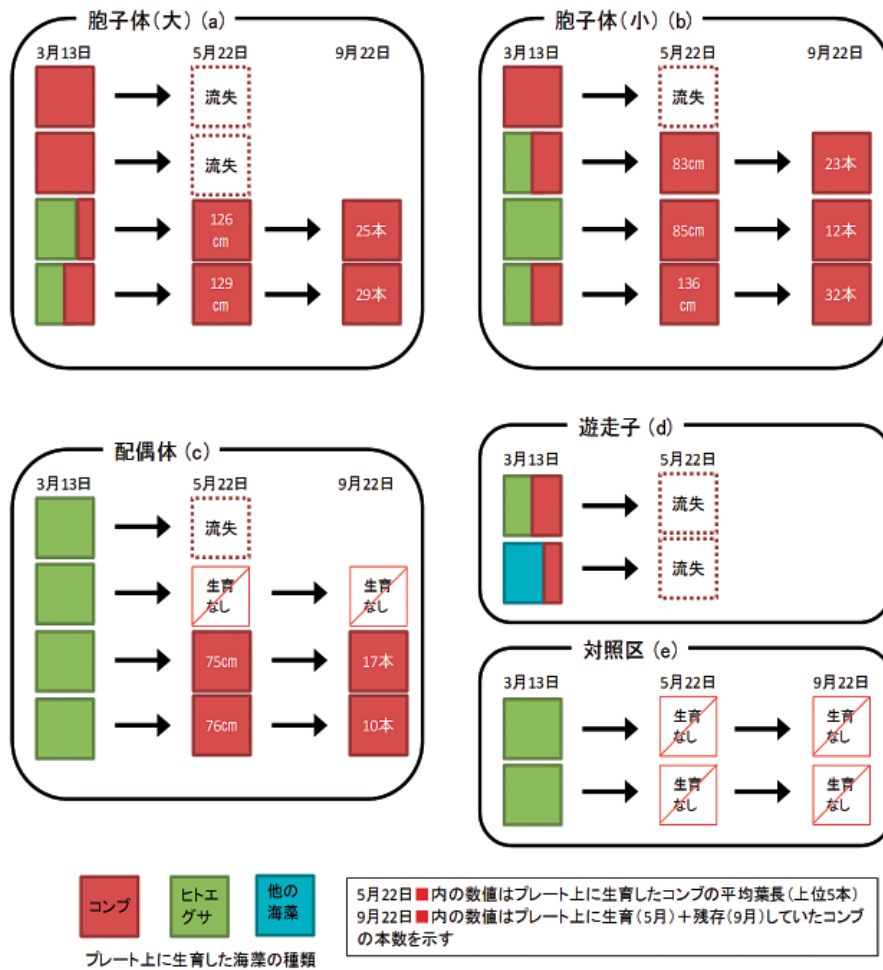 胞子体(大) (a)
3月13日 5月22日 9月22日
流失
流失
126
cm
25本
129
cm
29本
胞子体(小) (b)
3月13日 5月22日 9月22日
流失
83cm 23本
85cm 12本
136
cm
32本
配偶体 (c)
3月13日 5月22日 9月22日
流失
生育
なし
生育
なし
75cm 17本
76cm 10本
遊走子 (d)
3月13日 5月22日
流失
流失
対照区 (e)
3月13日 5月22日 9月22日
生育
なし
生育
なし
生育
なし
生育
なし
コンブ
ヒトエ
グサ
他の
海藻
プレート上に生育した海藻の種類
5月22日■内の数値はプレート上に生育したコンブの平均葉長(上位5本)
9月22日■内の数値はプレート上に生育(5月)+残存(9月)していたコンブ
の本数を示す